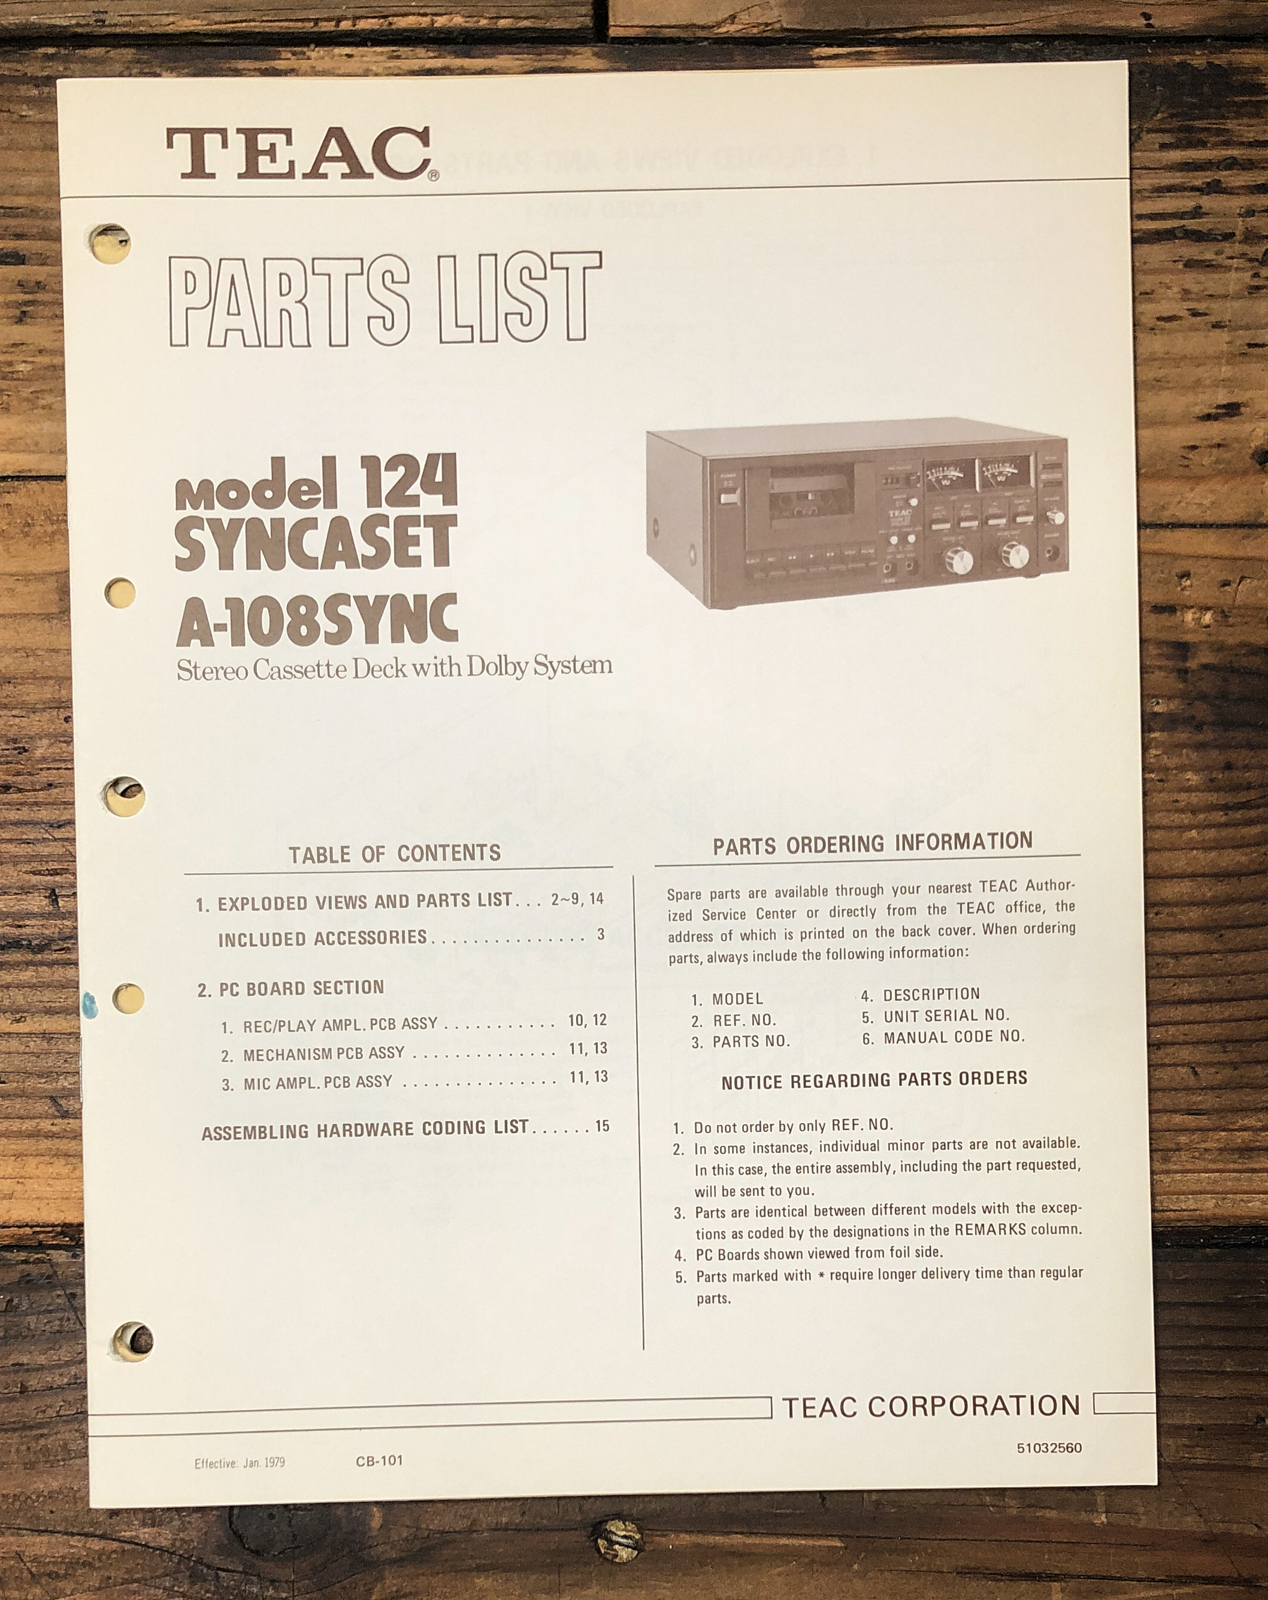 TEAC®
PARTS LIST
Model 124
SYNCASET
A-108SYNC
Stereo Cassette Deck with Dolby System
TEAC
TABLE OF CONTENTS
1. EXPLODED VIEWS AND PARTS LIST... 2~9, 14
INCLUDED ACCESSORIES............... 3
2. PC BOARD SECTION
1. REC/PLAY AMPL. PCB ASSY ........... 10, 12
2. MECHANISM PCB ASSY .............. 11, 13
3. MIC AMPL. PCB ASSY ............... 11, 13
ASSEMBLING HARDWARE CODING LIST...... 15
PARTS ORDERING INFORMATION
Spare parts are available through your nearest TEAC Author-
ized Service Center or directly from the TEAC office, the
address of which is printed on the back cover. When ordering
parts, always include the following information:
1. MODEL
2. REF. NO.
3. PARTS NO.
4. DESCRIPTION
5. UNIT SERIAL NO.
6. MANUAL CODE NO.
NOTICE REGARDING PARTS ORDERS
1. Do not order by only REF. NO.
2. In some instances, individual minor parts are not available.
In this case, the entire assembly, including the part requested,
will be sent to you.
3. Parts are identical between different models with the excep-
tions as coded by the designations in the REMARKS column.
4. PC Boards shown viewed from foil side.
5. Parts marked with * require longer delivery time than regular
parts.
TEAC CORPORATION
Effective: Jan. 1979
CB-101
51032560